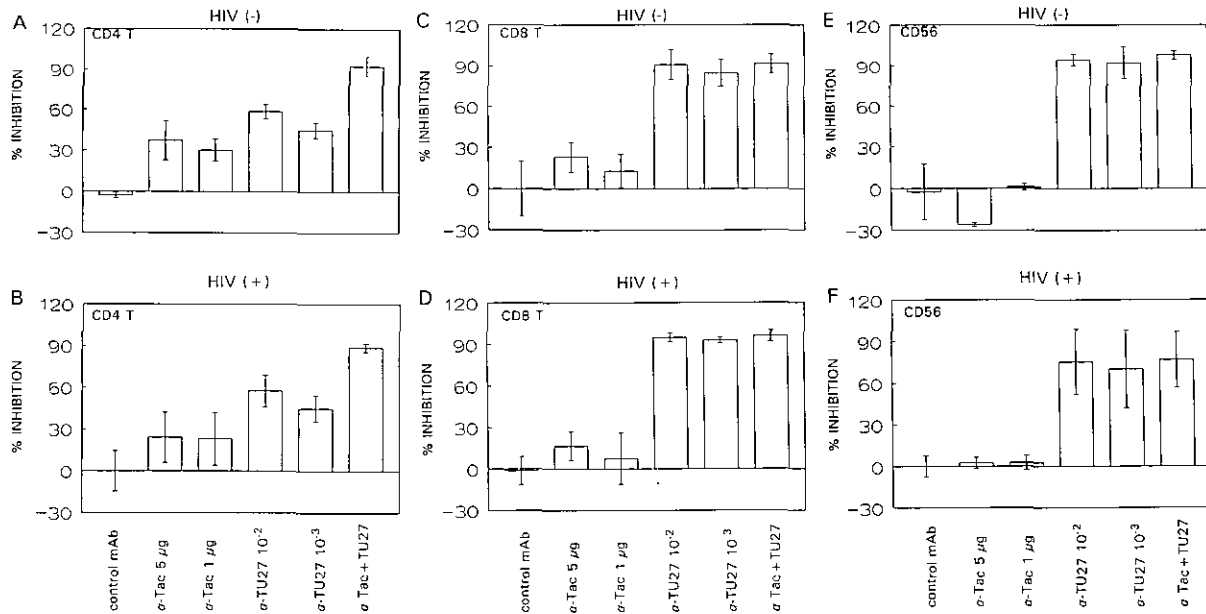 A
HIV (-)
CD4 T
% INHIBITION
120
90
60
30
0
-30
C
HIV (-)
CD8 T
% INHIBITION
120
90
60
30
0
-30
E
HIV (-)
CD56
% INHIBITION
120
90
60
30
0
-30
B
HIV (+)
CD4 T
% INHIBITION
120
90
60
30
0
-30
D
HIV (+)
CD8 T
% INHIBITION
120
90
60
30
0
-30
F
HIV (+)
CD56
% INHIBITION
120
90
60
30
0
-30
control mAb
α-Tac 5 µg
α-Tac 1 µg
α-TU27 10-2
α-TU27 10-3
α Tac+TU27
control mAb
α-Tac 5 µg
α-Tac 1 µg
α-TU27 10-2
α-TU27 10 3
α Tac+TU27
control mAb
α-Tac 5 µg
α-Tac 1 µg
α-TU27 10-2
α-TU27 10-3
α Tac+TU27